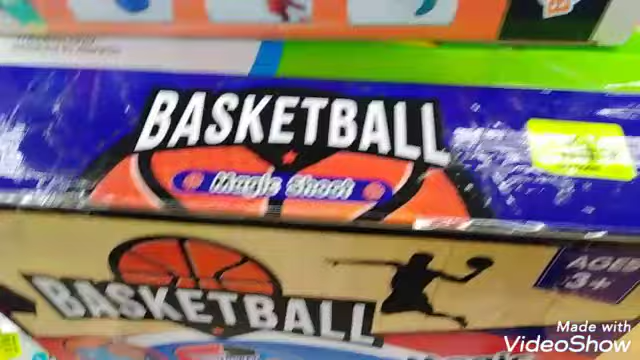 BASKETBALL
Magic Shoot
BASKETBALL
AGES
3+
Made with
VideoShow